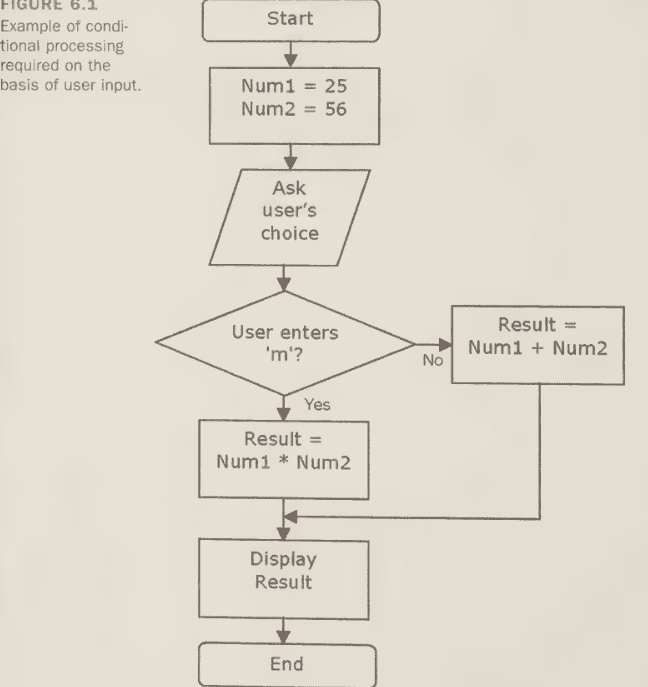 FIGURE 6.1
Example of condi-
tional processing
required on the
basis of user input.
Start
Num1 = 25
Num2 = 56
Ask
user's
choice
User enters
'm'?
No
Result =
Num1 + Num2
Yes
Result =
Num1 * Num2
Display
Result
End